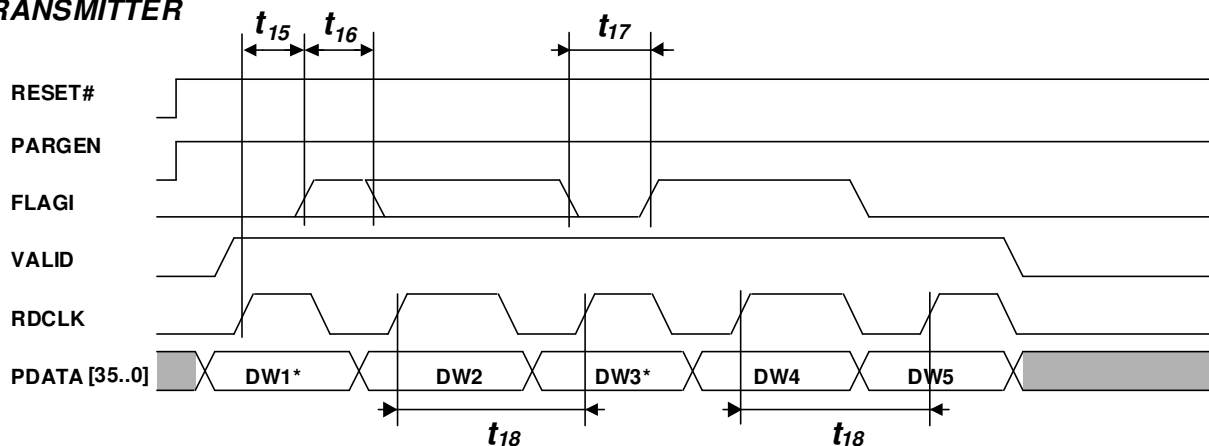 RANSMITTER
t15 t16 t17
RESET#
PARGEN
FLAGI
VALID
RDCLK
PDATA [35..0] DW1* DW2 DW3* DW4 DW5
t18 t18